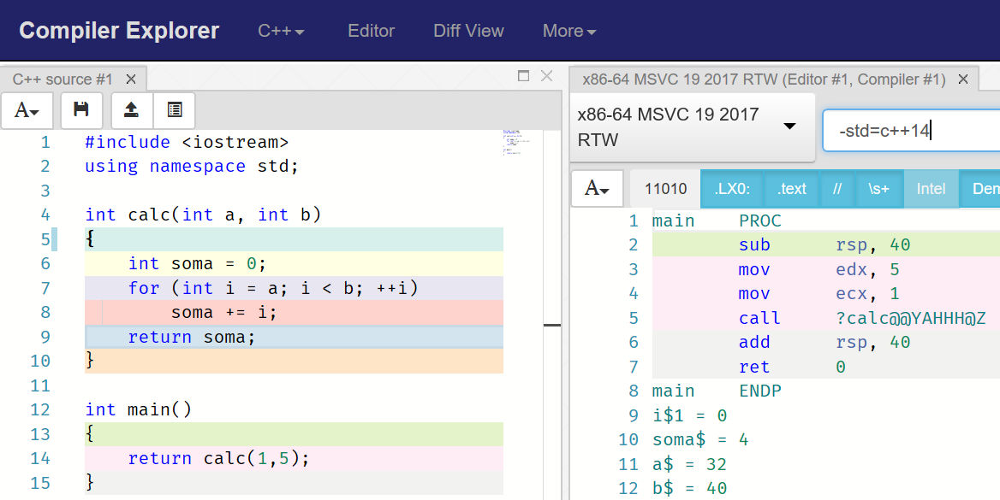 Compiler Explorer C++ Editor Diff View More
C++ source #1
A
1 #include <iostream>
2 using namespace std;
3
4 int calc(int a, int b)
5 {
6 int soma = 0;
7 for (int i = a; i < b; ++i)
8 soma += i;
9 return soma;
10 }
11
12 int main()
13 {
14 return calc(1,5);
15 }
x86-64 MSVC 19 2017 RTW (Editor #1, Compiler #1)
x86-64 MSVC 19 2017
RTW
-std=c++14
A 11010 .LX0: .text // \s+ Intel Dem
1 main PROC
2 sub rsp, 40
3 mov edx, 5
4 mov ecx, 1
5 call ?calc@@YAHHH@Z
6 add rsp, 40
7 ret 0
8 main ENDP
9 i$1 = 0
10 soma$ = 4
11 a$ = 32
12 b$ = 40